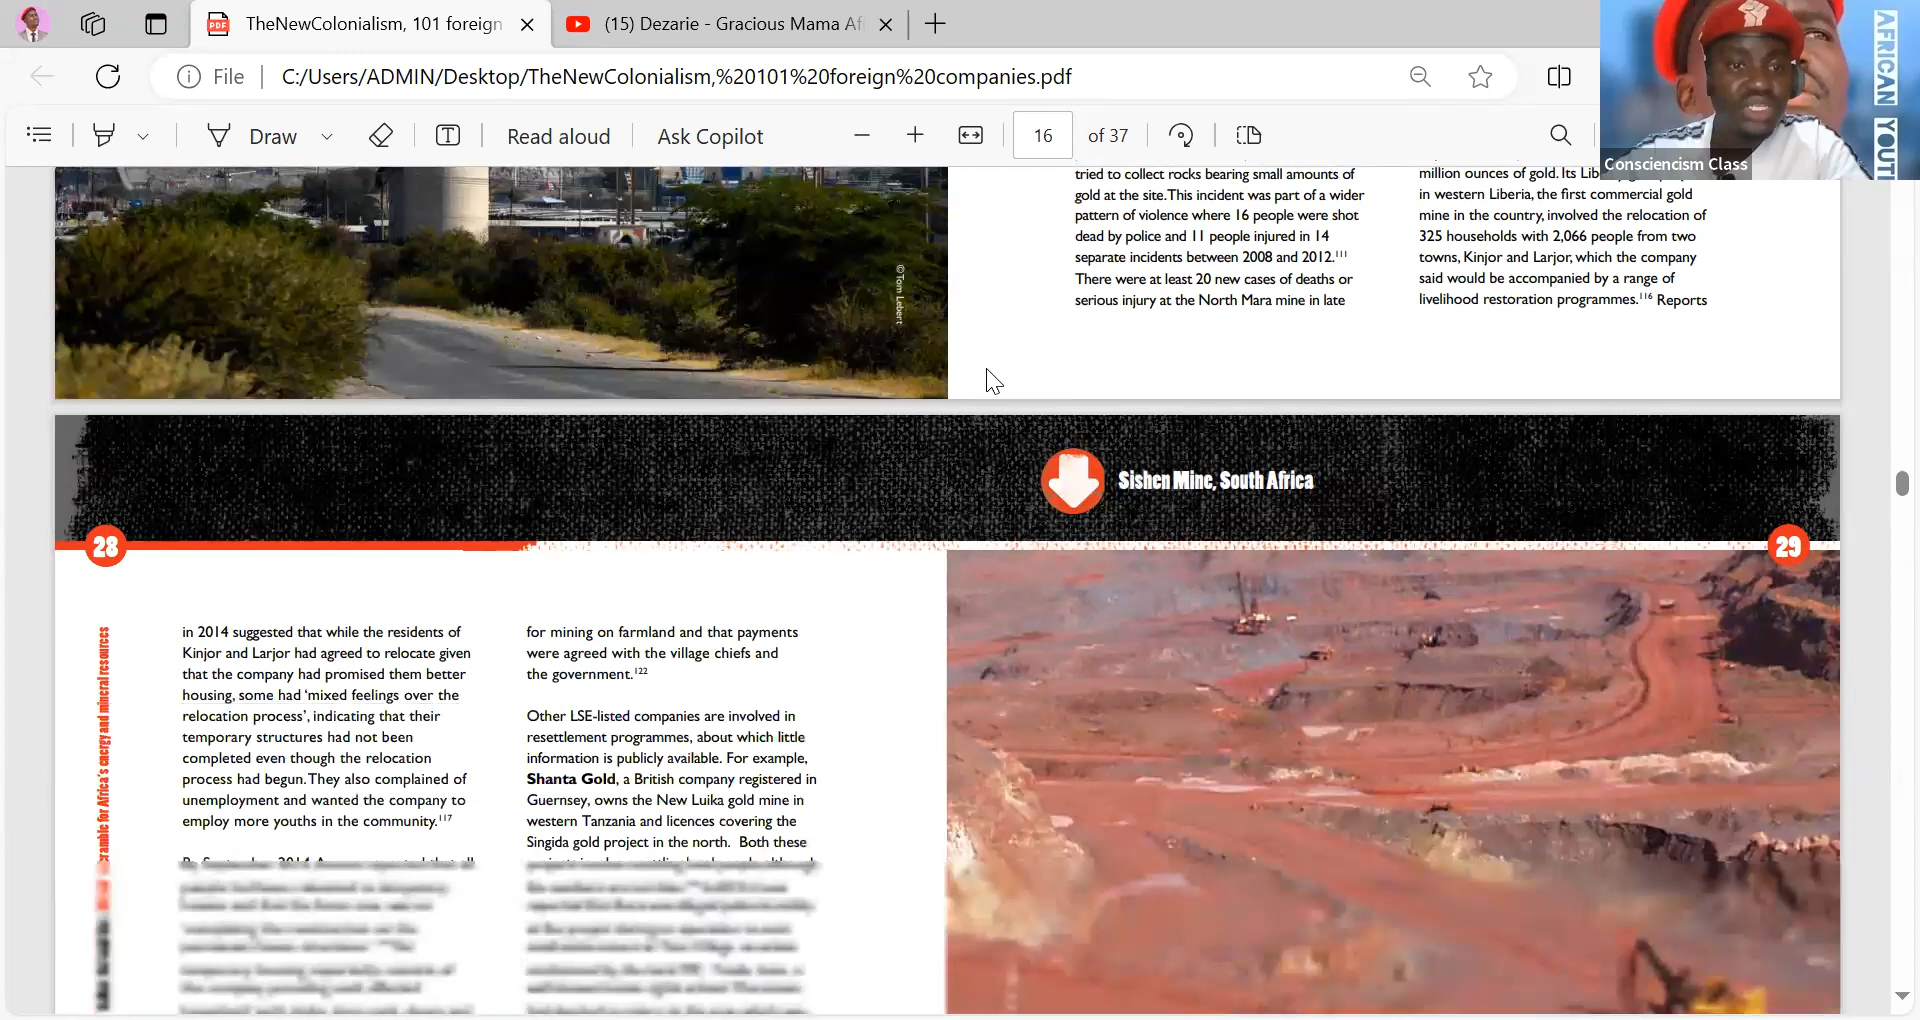 TheNewColonialism, 101 foreign
(15) Dezarie - Gracious Mama Af
File
C:/Users/ADMIN/Desktop/TheNewColonialism,%20101%20foreign%20companies.pdf
Draw
Read aloud
Ask Copilot
16
of 37
AFRICAN YOUT
Consciencism Class
© Tom Lebert
tried to collect rocks bearing small amounts of
gold at the site. This incident was part of a wider
pattern of violence where 16 people were shot
dead by police and 11 people injured in 14
separate incidents between 2008 and 2012.¹¹¹
There were at least 20 new cases of deaths or
serious injury at the North Mara mine in late
million ounces of gold. Its
in western Liberia, the first commercial gold
mine in the country, involved the relocation of
325 households with 2,066 people from two
towns, Kinjor and Larjor, which the company
said would be accompanied by a range of
livelihood restoration programmes.¹¹⁶ Reports
Sishen Mine, South Africa
28
29
cramble for Africa's energy and mineral resources
in 2014 suggested that while the residents of
Kinjor and Larjor had agreed to relocate given
that the company had promised them better
housing, some had ‘mixed feelings over the
relocation process’, indicating that their
temporary structures had not been
completed even though the relocation
process had begun. They also complained of
unemployment and wanted the company to
employ more youths in the community.¹¹⁷
for mining on farmland and that payments
were agreed with the village chiefs and
the government.¹²²
Other LSE-listed companies are involved in
resettlement programmes, about which little
information is publicly available. For example,
Shanta Gold, a British company registered in
Guernsey, owns the New Luika gold mine in
western Tanzania and licences covering the
Singida gold project in the north. Both these